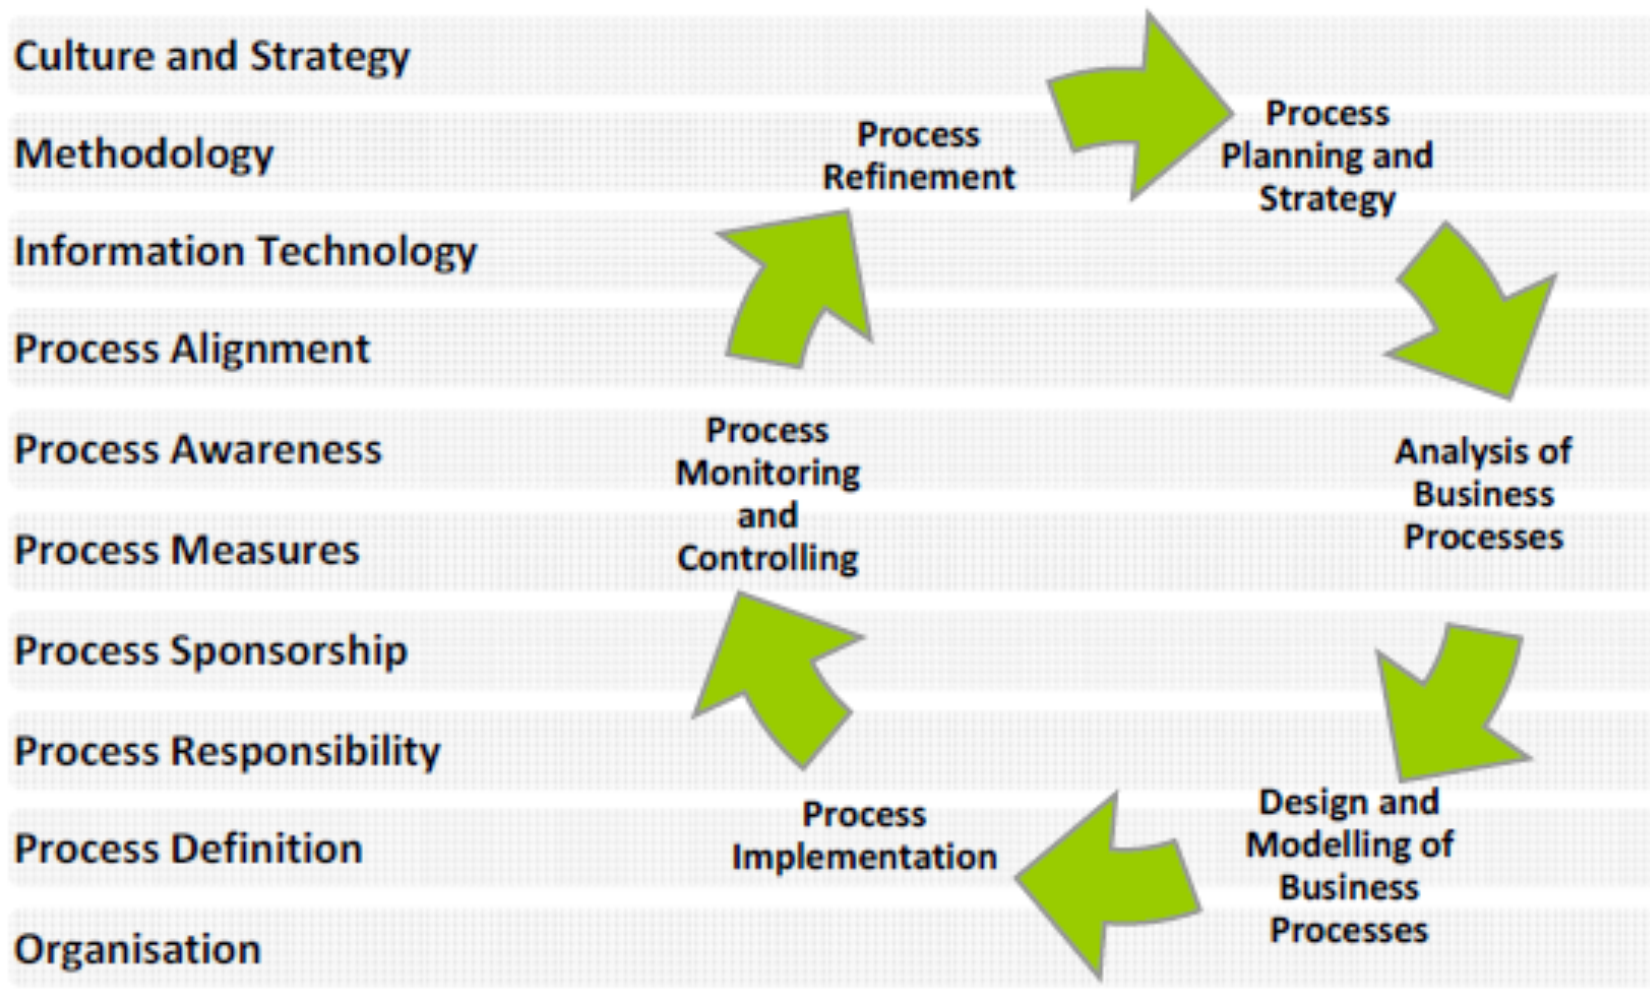 Culture and Strategy
Methodology
Information Technology
Process Alignment
Process Awareness
Process Measures
Process Sponsorship
Process Responsibility
Process Definition
Organisation
Process
Refinement
Process
Planning and
Strategy
Analysis of
Business
Processes
Design and
Modelling of
Business
Processes
Process
Implementation
Process
Monitoring
and
Controlling